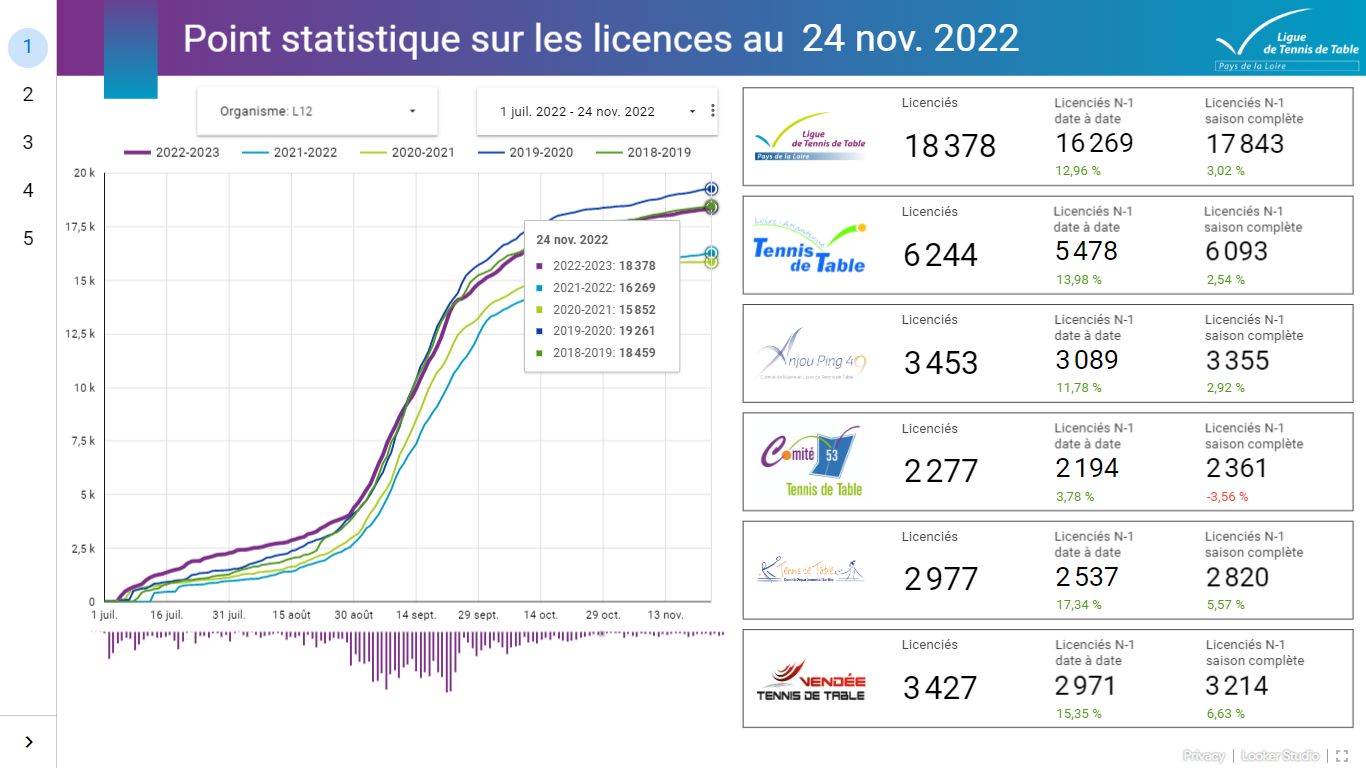 1
2
3
4
5
Point statistique sur les licences au 24 nov. 2022
Ligue
de Tennis de Table
Pays de la Loire
Organisme: L12
1 juil. 2022 - 24 nov. 2022
2022-2023
2021-2022
2020-2021
2019-2020
2018-2019
20 k
17,5 k
15 k
12,5 k
10 k
7,5 k
5 k
2,5 k
0
1 juil.
16 juil.
31 juil.
15 août
30 août
14 sept.
29 sept.
14 oct.
29 oct.
13 nov.
24 nov. 2022
2022-2023: 18 378
2021-2022: 16 269
2020-2021: 15 852
2019-2020: 19 261
2018-2019: 18 459
Ligue
de Tennis de Table
Pays de la Loire
Licenciés
18 378
Licenciés N-1
date à date
16 269
12,96 %
Licenciés N-1
saison complète
17 843
3,02 %
Loire-Atlantique
Tennis
de Table
Licenciés
6 244
Licenciés N-1
date à date
5 478
13,98 %
Licenciés N-1
saison complète
6 093
2,54 %
Anjou Ping 49
Licenciés
3 453
Licenciés N-1
date à date
3 089
11,78 %
Licenciés N-1
saison complète
3 355
2,92 %
Comité 53
Tennis de Table
Licenciés
2 277
Licenciés N-1
date à date
2 194
3,78 %
Licenciés N-1
saison complète
2 361
-3,56 %
Tennis de Table
Licenciés
2 977
Licenciés N-1
date à date
2 537
17,34 %
Licenciés N-1
saison complète
2 820
5,57 %
VENDÉE
TENNIS DE TABLE
Licenciés
3 427
Licenciés N-1
date à date
2 971
15,35 %
Licenciés N-1
saison complète
3 214
6,63 %
Privacy
Looker Studio